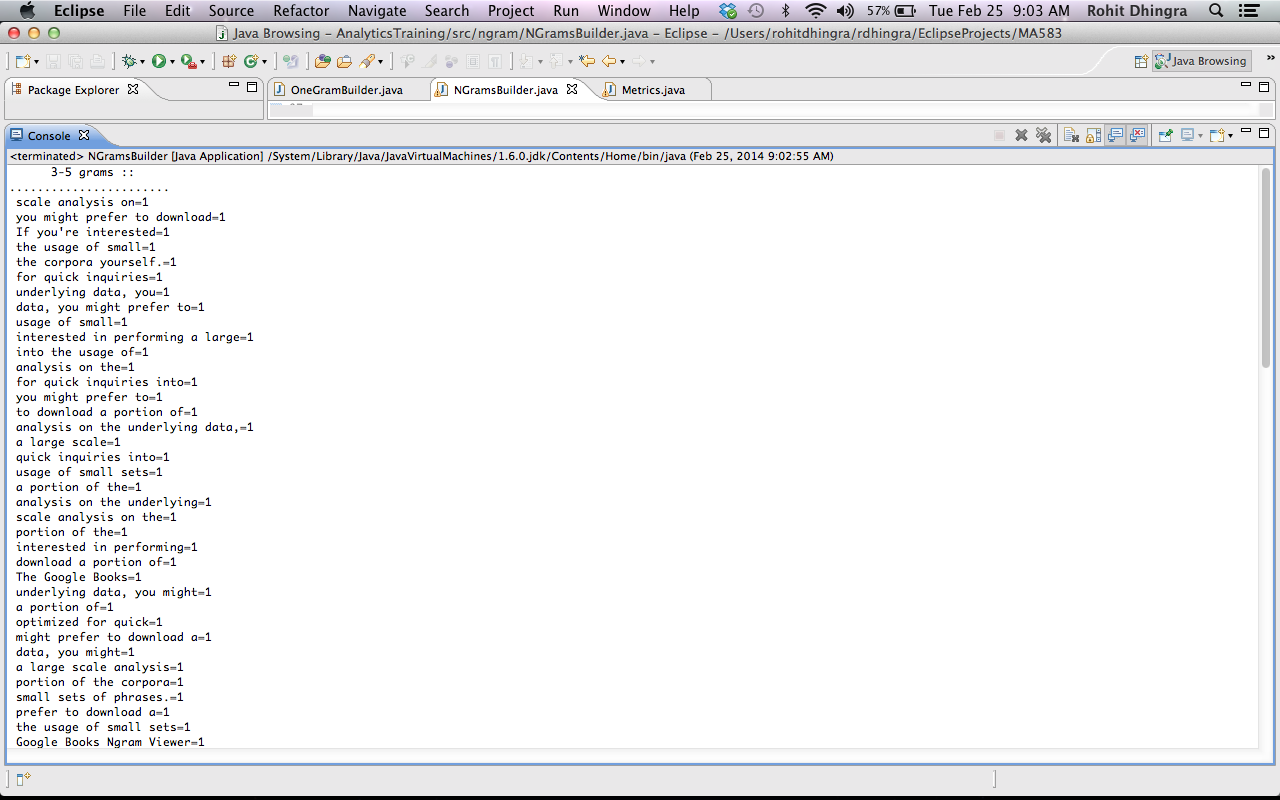 Eclipse File Edit Source Refactor Navigate Search Project Run Window Help 57% Tue Feb 25 9:03 AM Rohit Dhingra
Java Browsing – AnalyticsTraining/src/ngram/NGramsBuilder.java – Eclipse – /Users/rohitdhingra/rdhingra/EclipseProjects/MA583
Java Browsing »
Package Explorer OneGramBuilder.java NGramsBuilder.java Metrics.java
Console
<terminated> NGramsBuilder [Java Application] /System/Library/Java/JavaVirtualMachines/1.6.0.jdk/Contents/Home/bin/java (Feb 25, 2014 9:02:55 AM)
3-5 grams ::
.......................
scale analysis on=1
you might prefer to download=1
If you're interested=1
the usage of small=1
the corpora yourself.=1
for quick inquiries=1
underlying data, you=1
data, you might prefer to=1
usage of small=1
interested in performing a large=1
into the usage of=1
analysis on the=1
for quick inquiries into=1
you might prefer to=1
to download a portion of=1
analysis on the underlying data,=1
a large scale=1
quick inquiries into=1
usage of small sets=1
a portion of the=1
analysis on the underlying=1
scale analysis on the=1
portion of the=1
interested in performing=1
download a portion of=1
The Google Books=1
underlying data, you might=1
a portion of=1
optimized for quick=1
might prefer to download a=1
data, you might=1
a large scale analysis=1
portion of the corpora=1
small sets of phrases.=1
prefer to download a=1
the usage of small sets=1
Google Books Ngram Viewer=1